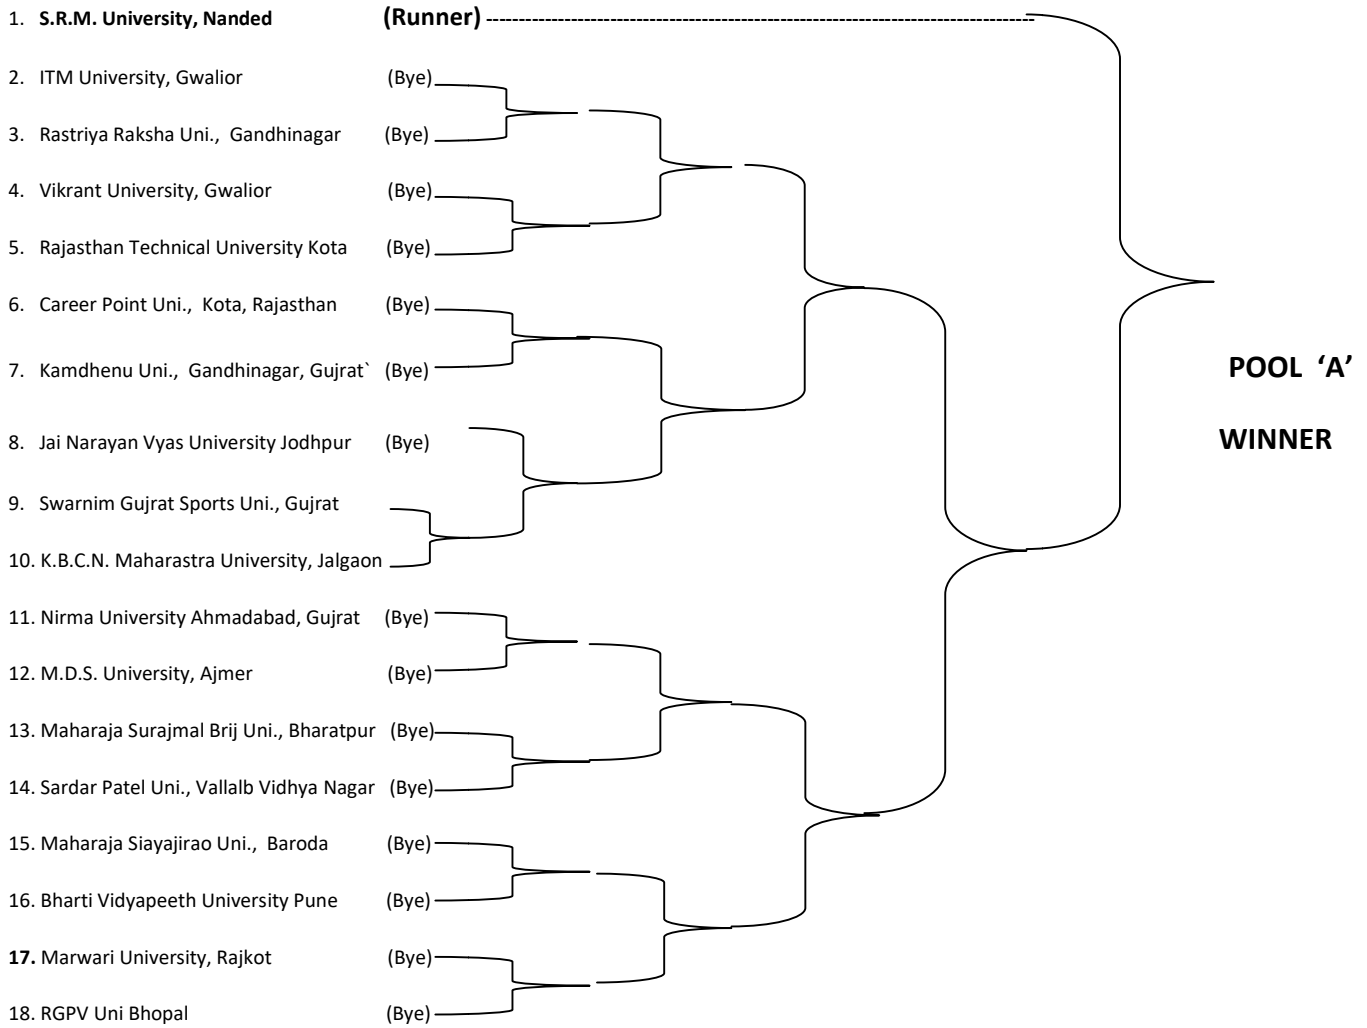 1. S.R.M. University, Nanded (Runner)
2. ITM University, Gwalior (Bye)
3. Rastriya Raksha Uni., Gandhinagar (Bye)
4. Vikrant University, Gwalior (Bye)
5. Rajasthan Technical University Kota (Bye)
6. Career Point Uni., Kota, Rajasthan (Bye)
7. Kamdhenu Uni., Gandhinagar, Gujrat` (Bye)
POOL ‘A’
8. Jai Narayan Vyas University Jodhpur (Bye)
WINNER
9. Swarnim Gujrat Sports Uni., Gujrat
10. K.B.C.N. Maharastra University, Jalgaon
11. Nirma University Ahmadabad, Gujrat (Bye)
12. M.D.S. University, Ajmer (Bye)
13. Maharaja Surajmal Brij Uni., Bharatpur (Bye)
14. Sardar Patel Uni., Vallalb Vidhya Nagar (Bye)
15. Maharaja Siayajirao Uni., Baroda (Bye)
16. Bharti Vidyapeeth University Pune (Bye)
17. Marwari University, Rajkot (Bye)
18. RGPV Uni Bhopal (Bye)